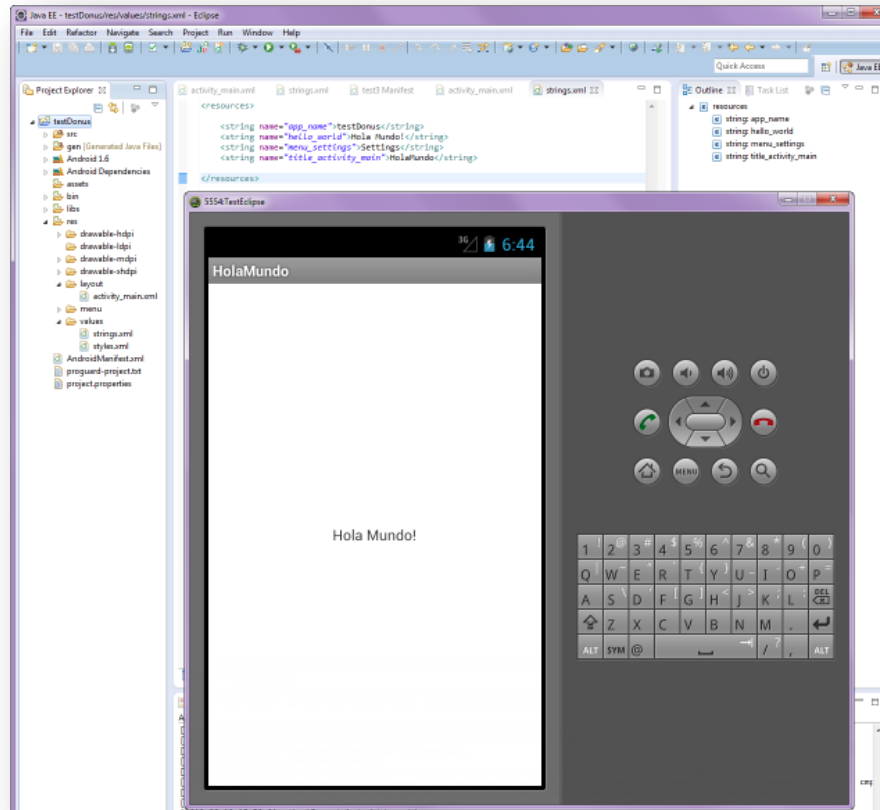 Java EE - testDonus/res/values/strings.xml - Eclipse
File Edit Refactor Navigate Search Project Run Window Help
Quick Access
Java EE
Project Explorer
testDonus
src
gen [Generated Java Files]
Android 1.6
Android Dependencies
assets
bin
libs
res
drawable-hdpi
drawable-ldpi
drawable-mdpi
drawable-xhdpi
layout
activity_main.xml
menu
values
strings.xml
styles.xml
AndroidManifest.xml
proguard-project.txt
project.properties
activity_main.xml strings.xml test3 Manifest activity_main.xml strings.xml
<resources>
<string name="app_name">testDonus</string>
<string name="hello_world">Hola Mundo!</string>
<string name="menu_settings">Settings</string>
<string name="title_activity_main">HolaMundo</string>
</resources>
Outline Task List
resources
string: app_name
string: hello_world
string: menu_settings
string: title_activity_main
5554:TestEclipse
3G 6:44
HolaMundo
Hola Mundo!
MENU
1 ! 2 @ 3 # 4 $ 5 % 6 ^ 7 & 8 * 9 ( 0 )
Q W E R T Y U I O P
A S D F G H J K L DEL
Z X C V B N M .
ALT SYM @ / ? , ALT